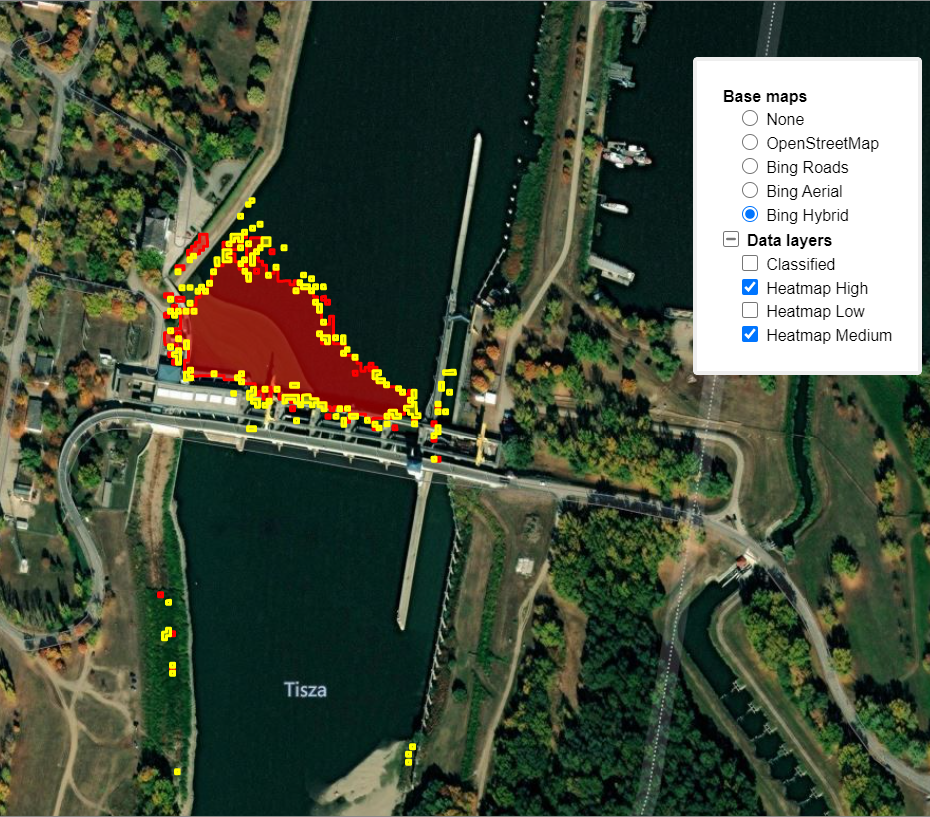 Base maps
None
OpenStreetMap
Bing Roads
Bing Aerial
Bing Hybrid
Data layers
Classified
Heatmap High
Heatmap Low
Heatmap Medium
Tisza